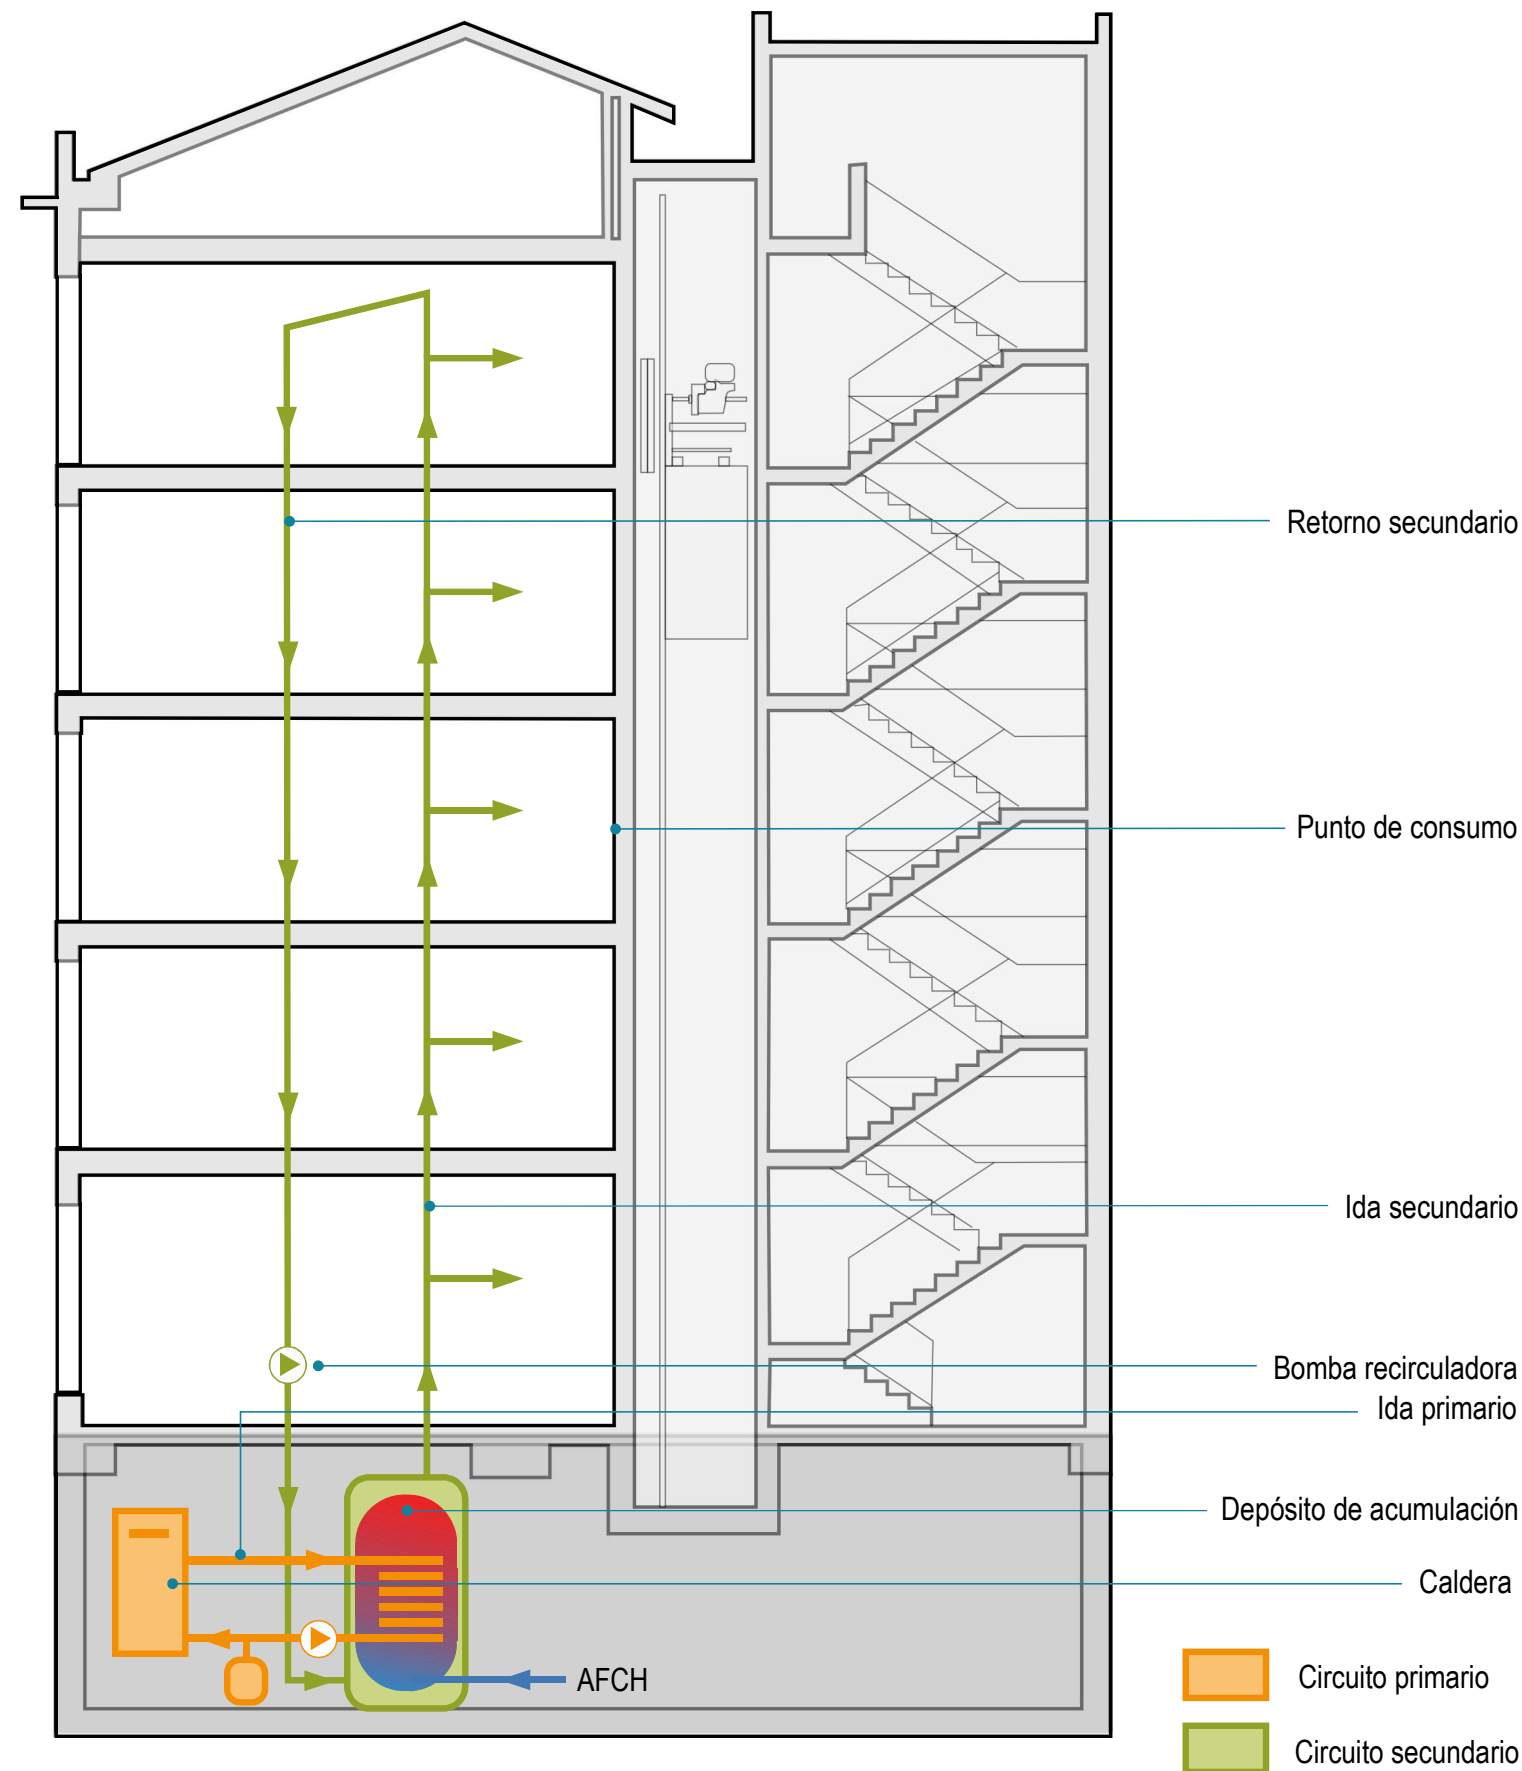 Retorno secundario
Punto de consumo
Ida secundario
Bomba recirculadora
Ida primario
Depósito de acumulación
Caldera
AFCH
Circuito primario
Circuito secundario